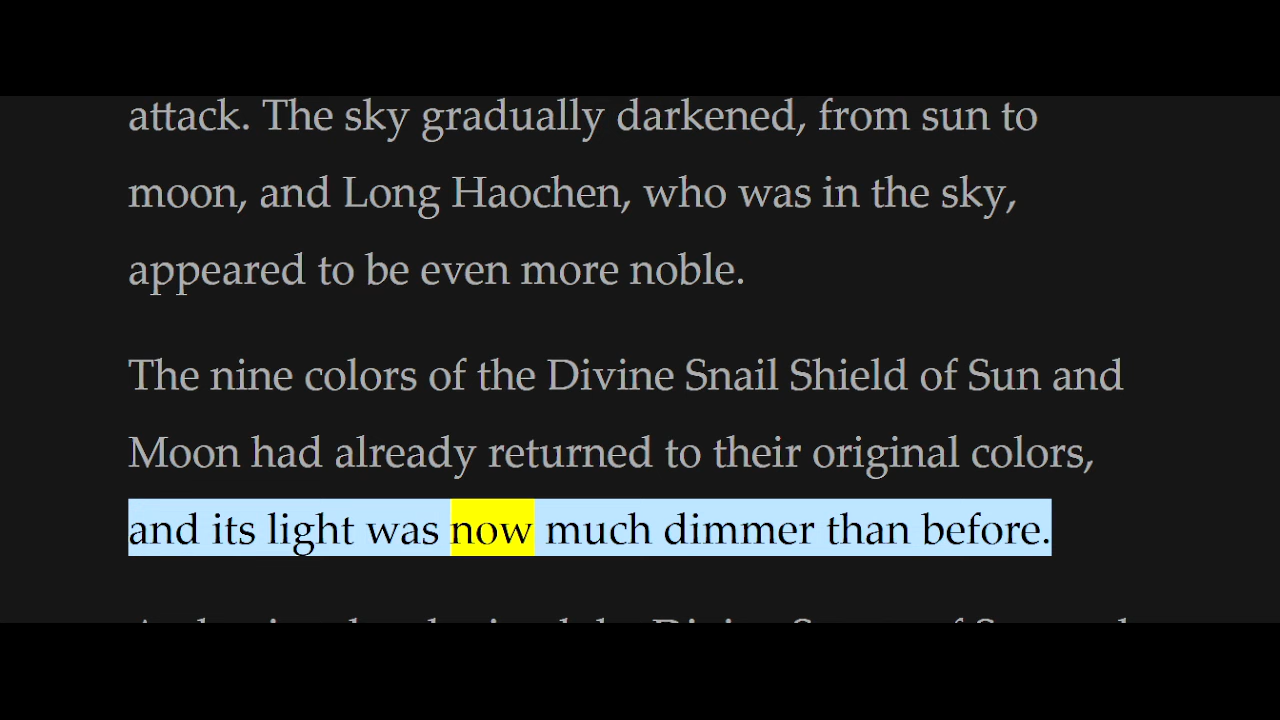 attack. The sky gradually darkened, from sun to
moon, and Long Haochen, who was in the sky,
appeared to be even more noble.
The nine colors of the Divine Snail Shield of Sun and
Moon had already returned to their original colors,
and its light was now much dimmer than before.